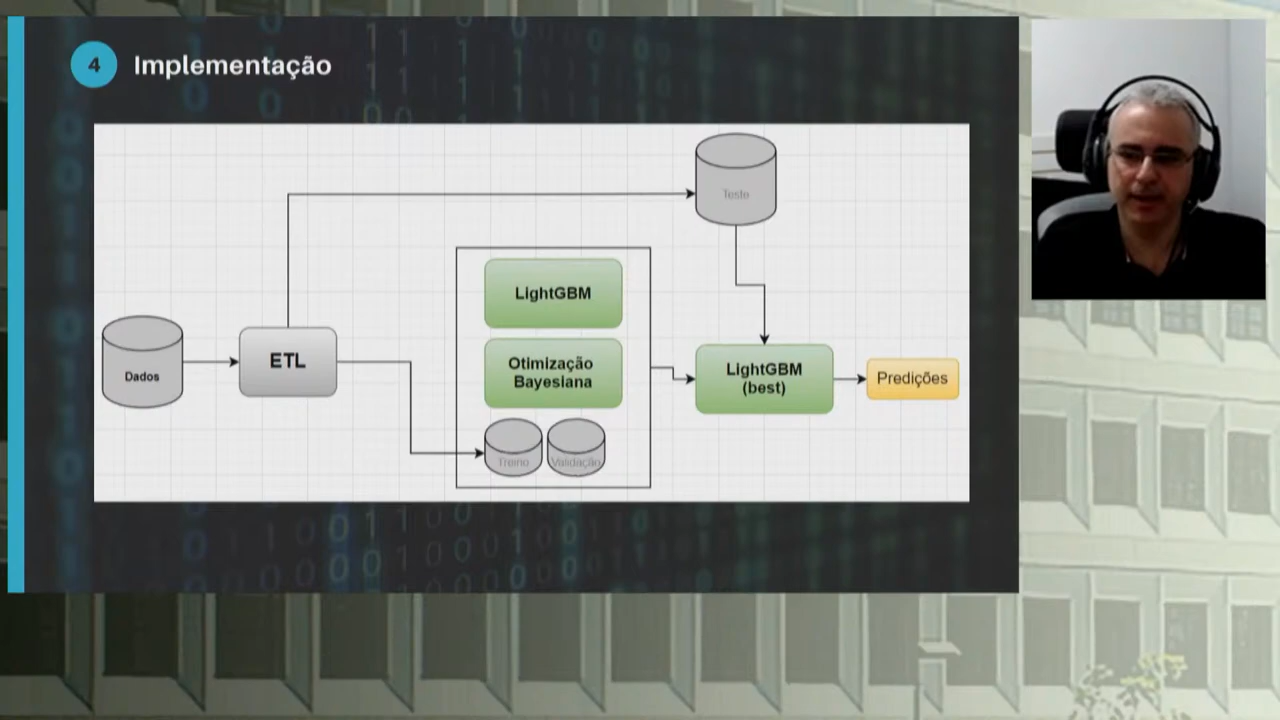 4
Implementação
Teste
LightGBM
Dados
ETL
Otimização
Bayesiana
LightGBM
(best)
Predições
Treino
Validação